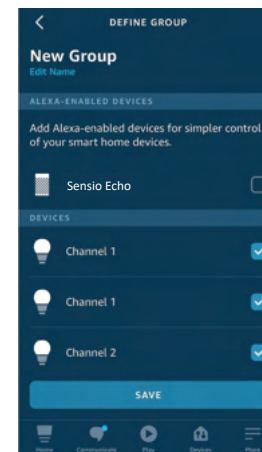 DEFINE GROUP
New Group
Edit Name
ALEXA-ENABLED DEVICES
Add Alexa-enabled devices for simpler control
of your smart home devices.
Sensio Echo
DEVICES
Channel 1
Channel 1
Channel 2
SAVE
Home Communicate Play Devices More